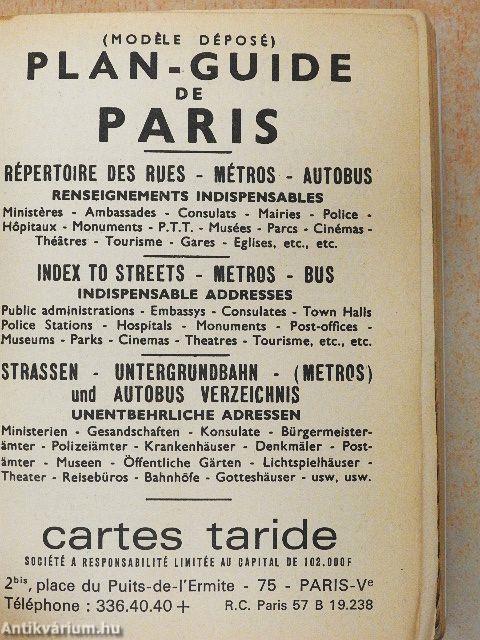 (MODÈLE DÉPOSÉ)
PLAN-GUIDE
DE
PARIS
RÉPERTOIRE DES RUES - MÉTROS - AUTOBUS
RENSEIGNEMENTS INDISPENSABLES
Ministères - Ambassades - Consulats - Mairies - Police -
Hôpitaux - Monuments - P.T.T. - Musées - Parcs - Cinémas -
Théâtres - Tourisme - Gares - Eglises, etc., etc.
INDEX TO STREETS - METROS - BUS
INDISPENSABLE ADDRESSES
Public administrations - Embassys - Consulates - Town Halls
Police Stations - Hospitals - Monuments - Post-offices -
Museums - Parks - Cinemas - Theatres - Tourisme, etc., etc.
STRASSEN - UNTERGRUNDBAHN - (METROS)
und AUTOBUS VERZEICHNIS
UNENTBEHRLICHE ADRESSEN
Ministerien - Gesandschaften - Konsulate - Bürgermeister-
ämter - Polizeiämter - Krankenhäuser - Denkmäler - Post-
ämter - Museen - Öffentliche Gärten - Lichtspielhäuser -
Theater - Reisebüros - Bahnhöfe - Gotteshäuser - usw, usw.
cartes taride
SOCIÉTÉ A RESPONSABILITÉ LIMITÉE AU CAPITAL DE 102.000F
2bis, place du Puits-de-l'Ermite - 75 - PARIS-Ve
Téléphone : 336.40.40 + R.C. Paris 57 B 19.238
Antikvárium.hu